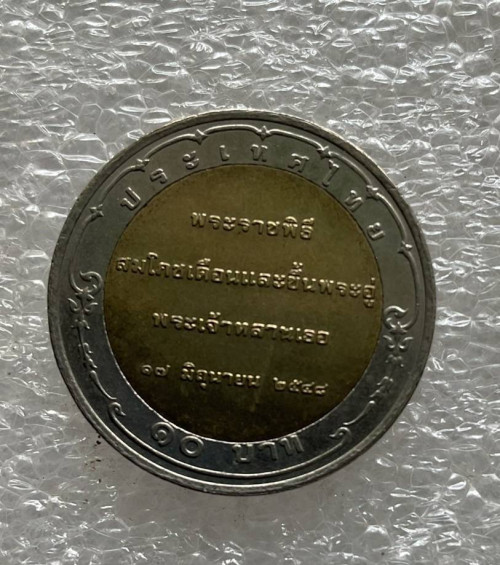 ประเทศไทย
พระราชพิธี
สมโภชเดือนและขึ้นพระอู่
พระเจ้าหลานเธอ
๑๗ มิถุนายน ๒๕๔๘
๑๐ บาท